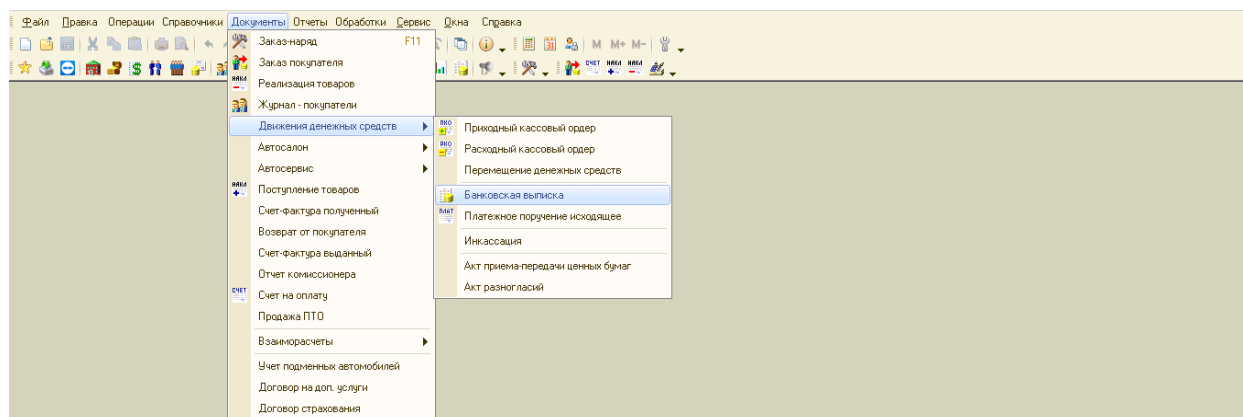 Файл Правка Операции Справочники Документы Отчеты Обработки Сервис Окна Справка
M M+ M-
Заказ-наряд F11
Заказ покупателя
Реализация товаров
Журнал - покупатели
Движения денежных средств
Автосалон
Автосервис
Поступление товаров
Счет-фактура полученный
Возврат от покупателя
Счет-фактура выданный
Отчет комиссионера
Счет на оплату
Продажа ПТО
Взаиморасчеты
Учет подменных автомобилей
Договор на доп. услуги
Договор страхования
Приходный кассовый ордер
Расходный кассовый ордер
Перемещение денежных средств
Банковская выписка
Платежное поручение исходящее
Инкассация
Акт приема-передачи ценных бумаг
Акт разногласий